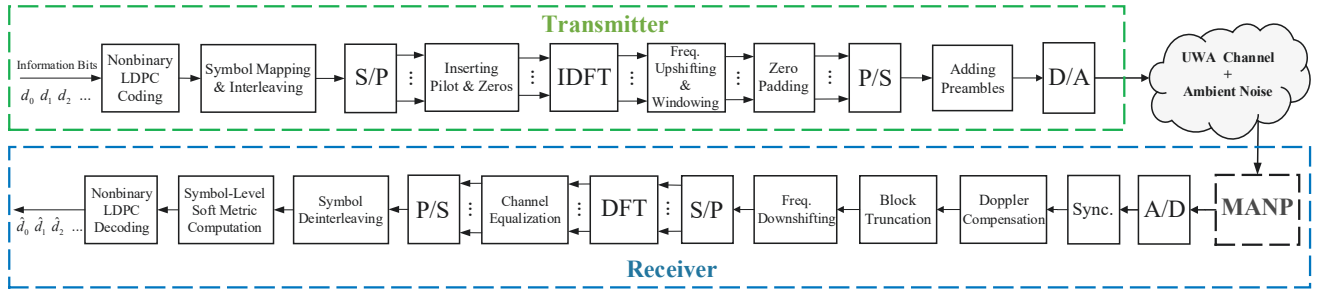 Transmitter
Information Bits
d₀ d₁ d₂ ...
Nonbinary
LDPC
Coding
Symbol Mapping
& Interleaving
S/P
Inserting
Pilot & Zeros
IDFT
Freq.
Upshifting
&
Windowing
Zero
Padding
P/S
Adding
Preambles
D/A
UWA Channel
+
Ambient Noise
MANP
A/D
Sync.
Doppler
Compensation
Block
Truncation
Freq.
Downshifting
S/P
DFT
Channel
Equalization
P/S
Symbol
Deinterleaving
Symbol-Level
Soft Metric
Computation
Nonbinary
LDPC
Decoding
d̂₀ d̂₁ d̂₂ ...
Receiver